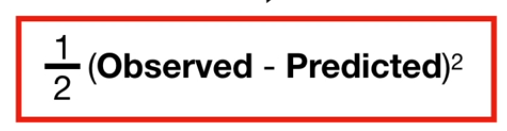 1/2 (Observed - Predicted)²